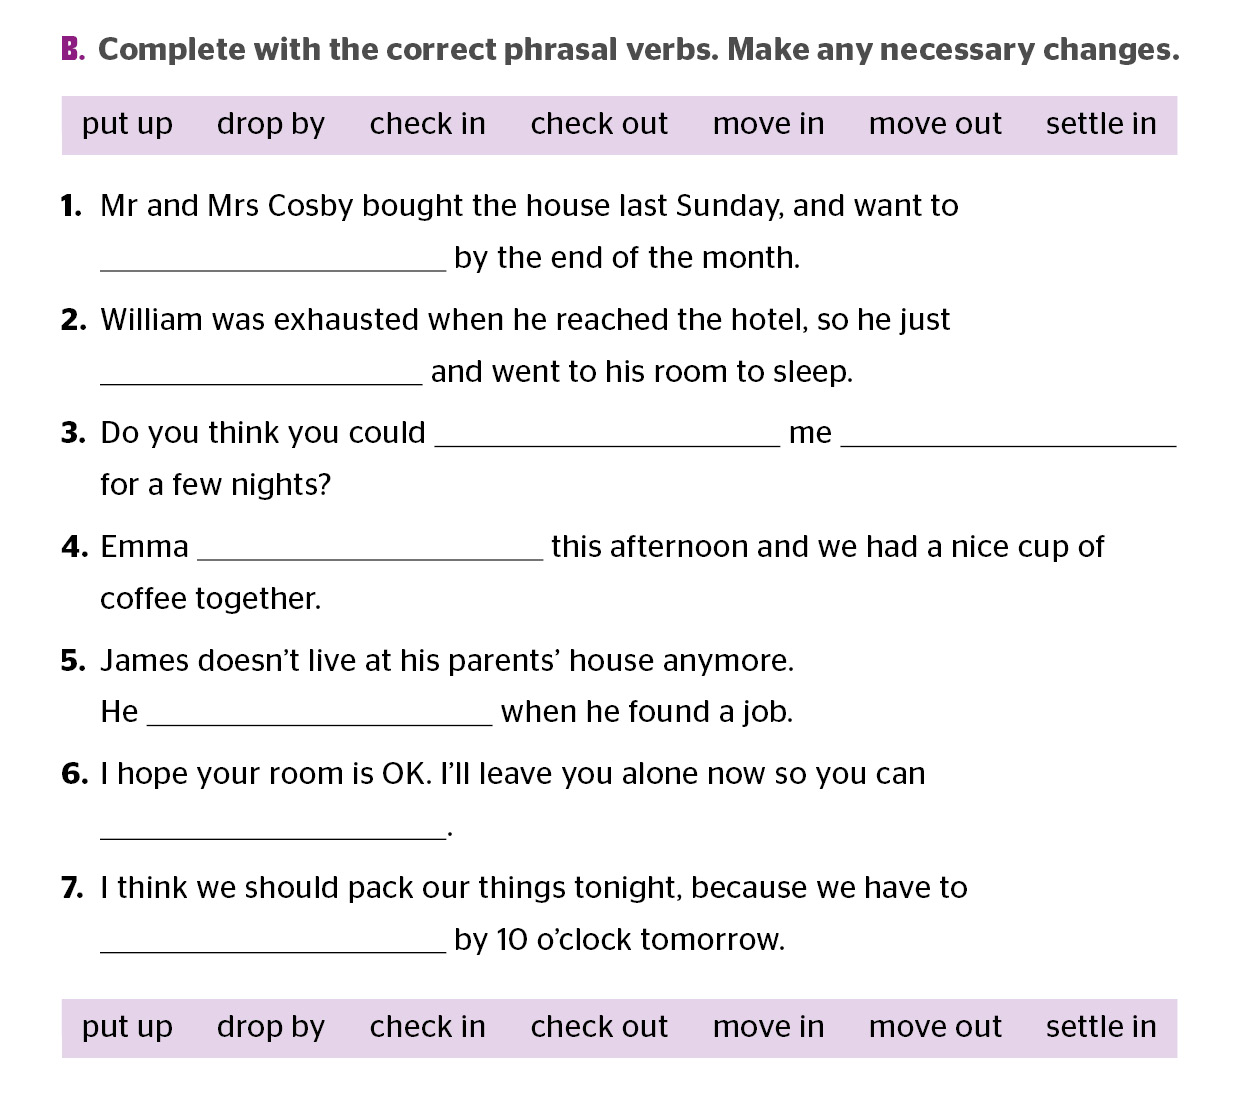 B. Complete with the correct phrasal verbs. Make any necessary changes.
put up drop by check in check out move in move out settle in
1. Mr and Mrs Cosby bought the house last Sunday, and want to
______________________ by the end of the month.
2. William was exhausted when he reached the hotel, so he just
____________________ and went to his room to sleep.
3. Do you think you could ______________________ me _____________________
for a few nights?
4. Emma ______________________ this afternoon and we had a nice cup of
coffee together.
5. James doesn’t live at his parents’ house anymore.
He ______________________ when he found a job.
6. I hope your room is OK. I’ll leave you alone now so you can
______________________.
7. I think we should pack our things tonight, because we have to
______________________ by 10 o’clock tomorrow.
put up drop by check in check out move in move out settle in